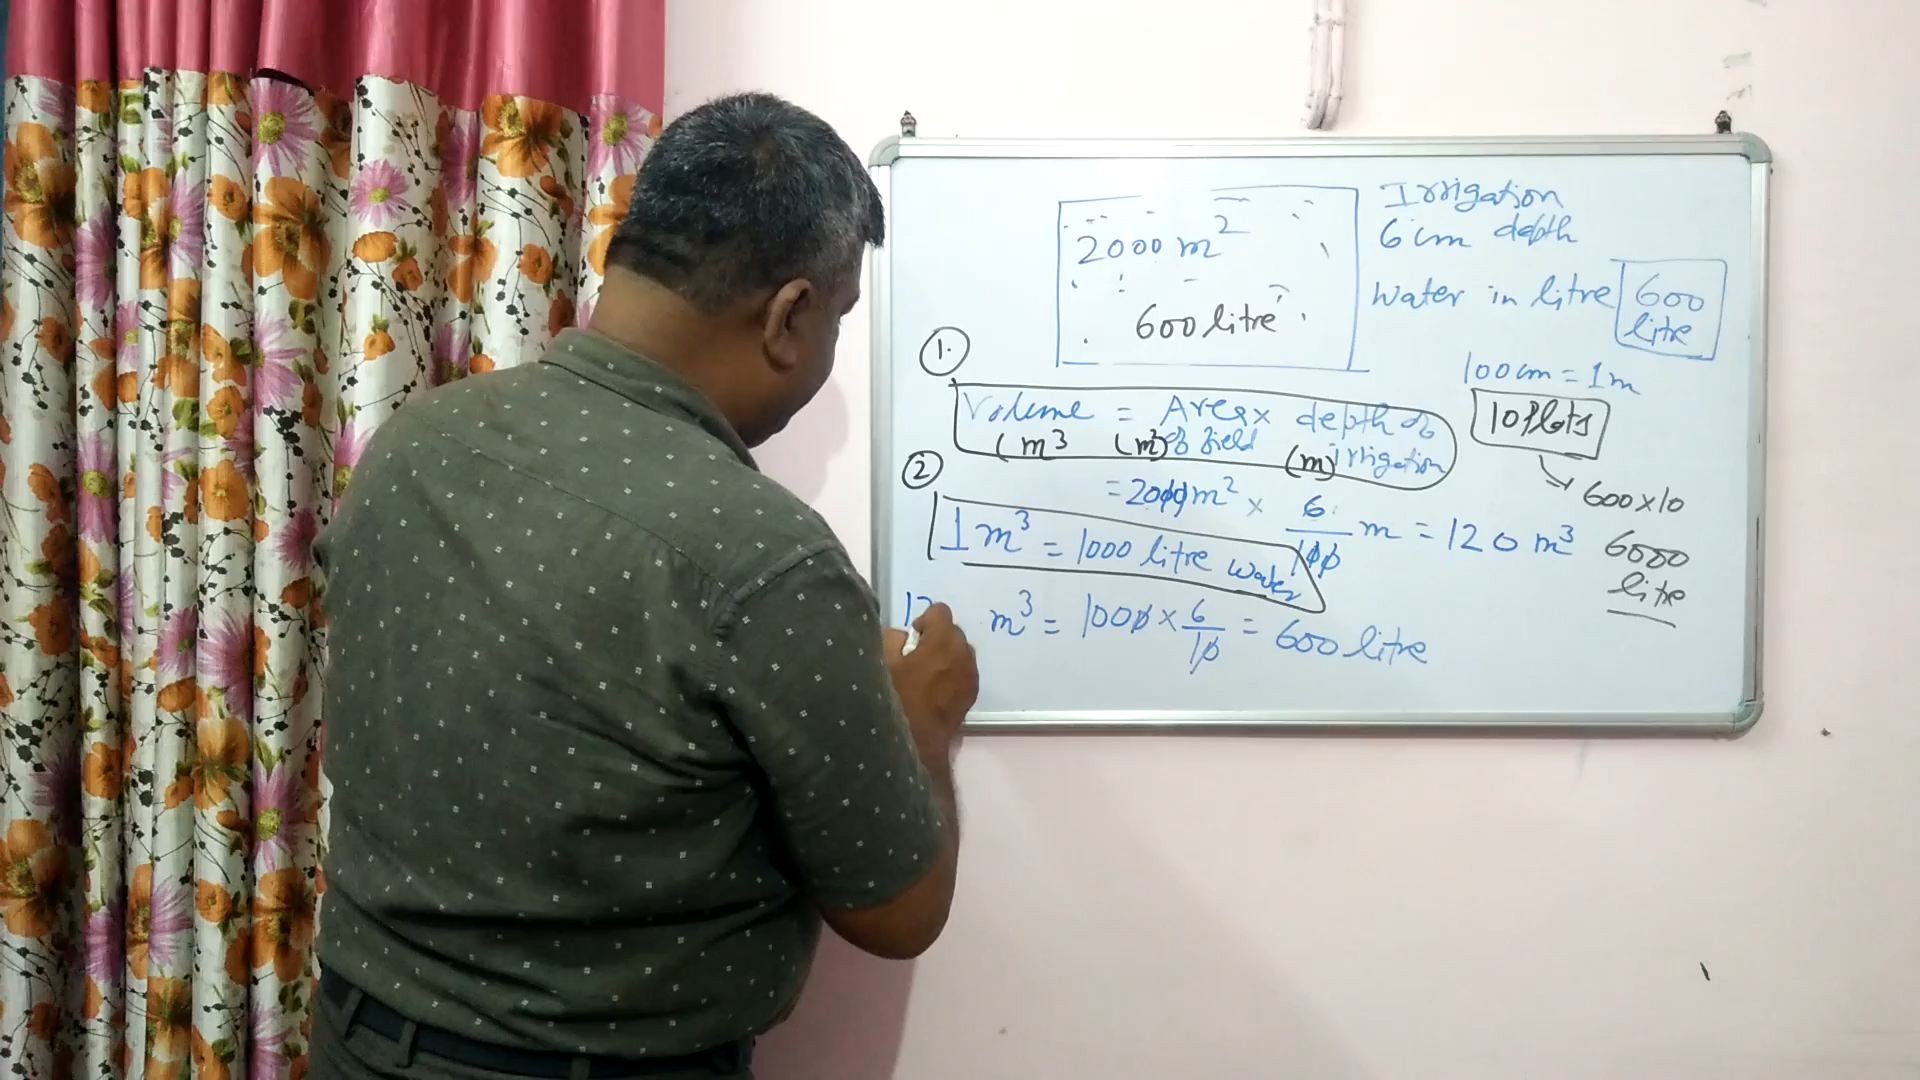 2000 m²
600 litre
Irrigation
6 cm depth
Water in litre 600 litre
100 cm = 1 m
10 Plots
600 × 10
6000
litre
1.
Volume = Area × depth of
(m³ (m²) of field (m) irrigation
= 2000 m² × 6/100 m = 120 m³
2
1 m³ = 1000 litre water
12 m³ = 1000 × 6/10 = 600 litre